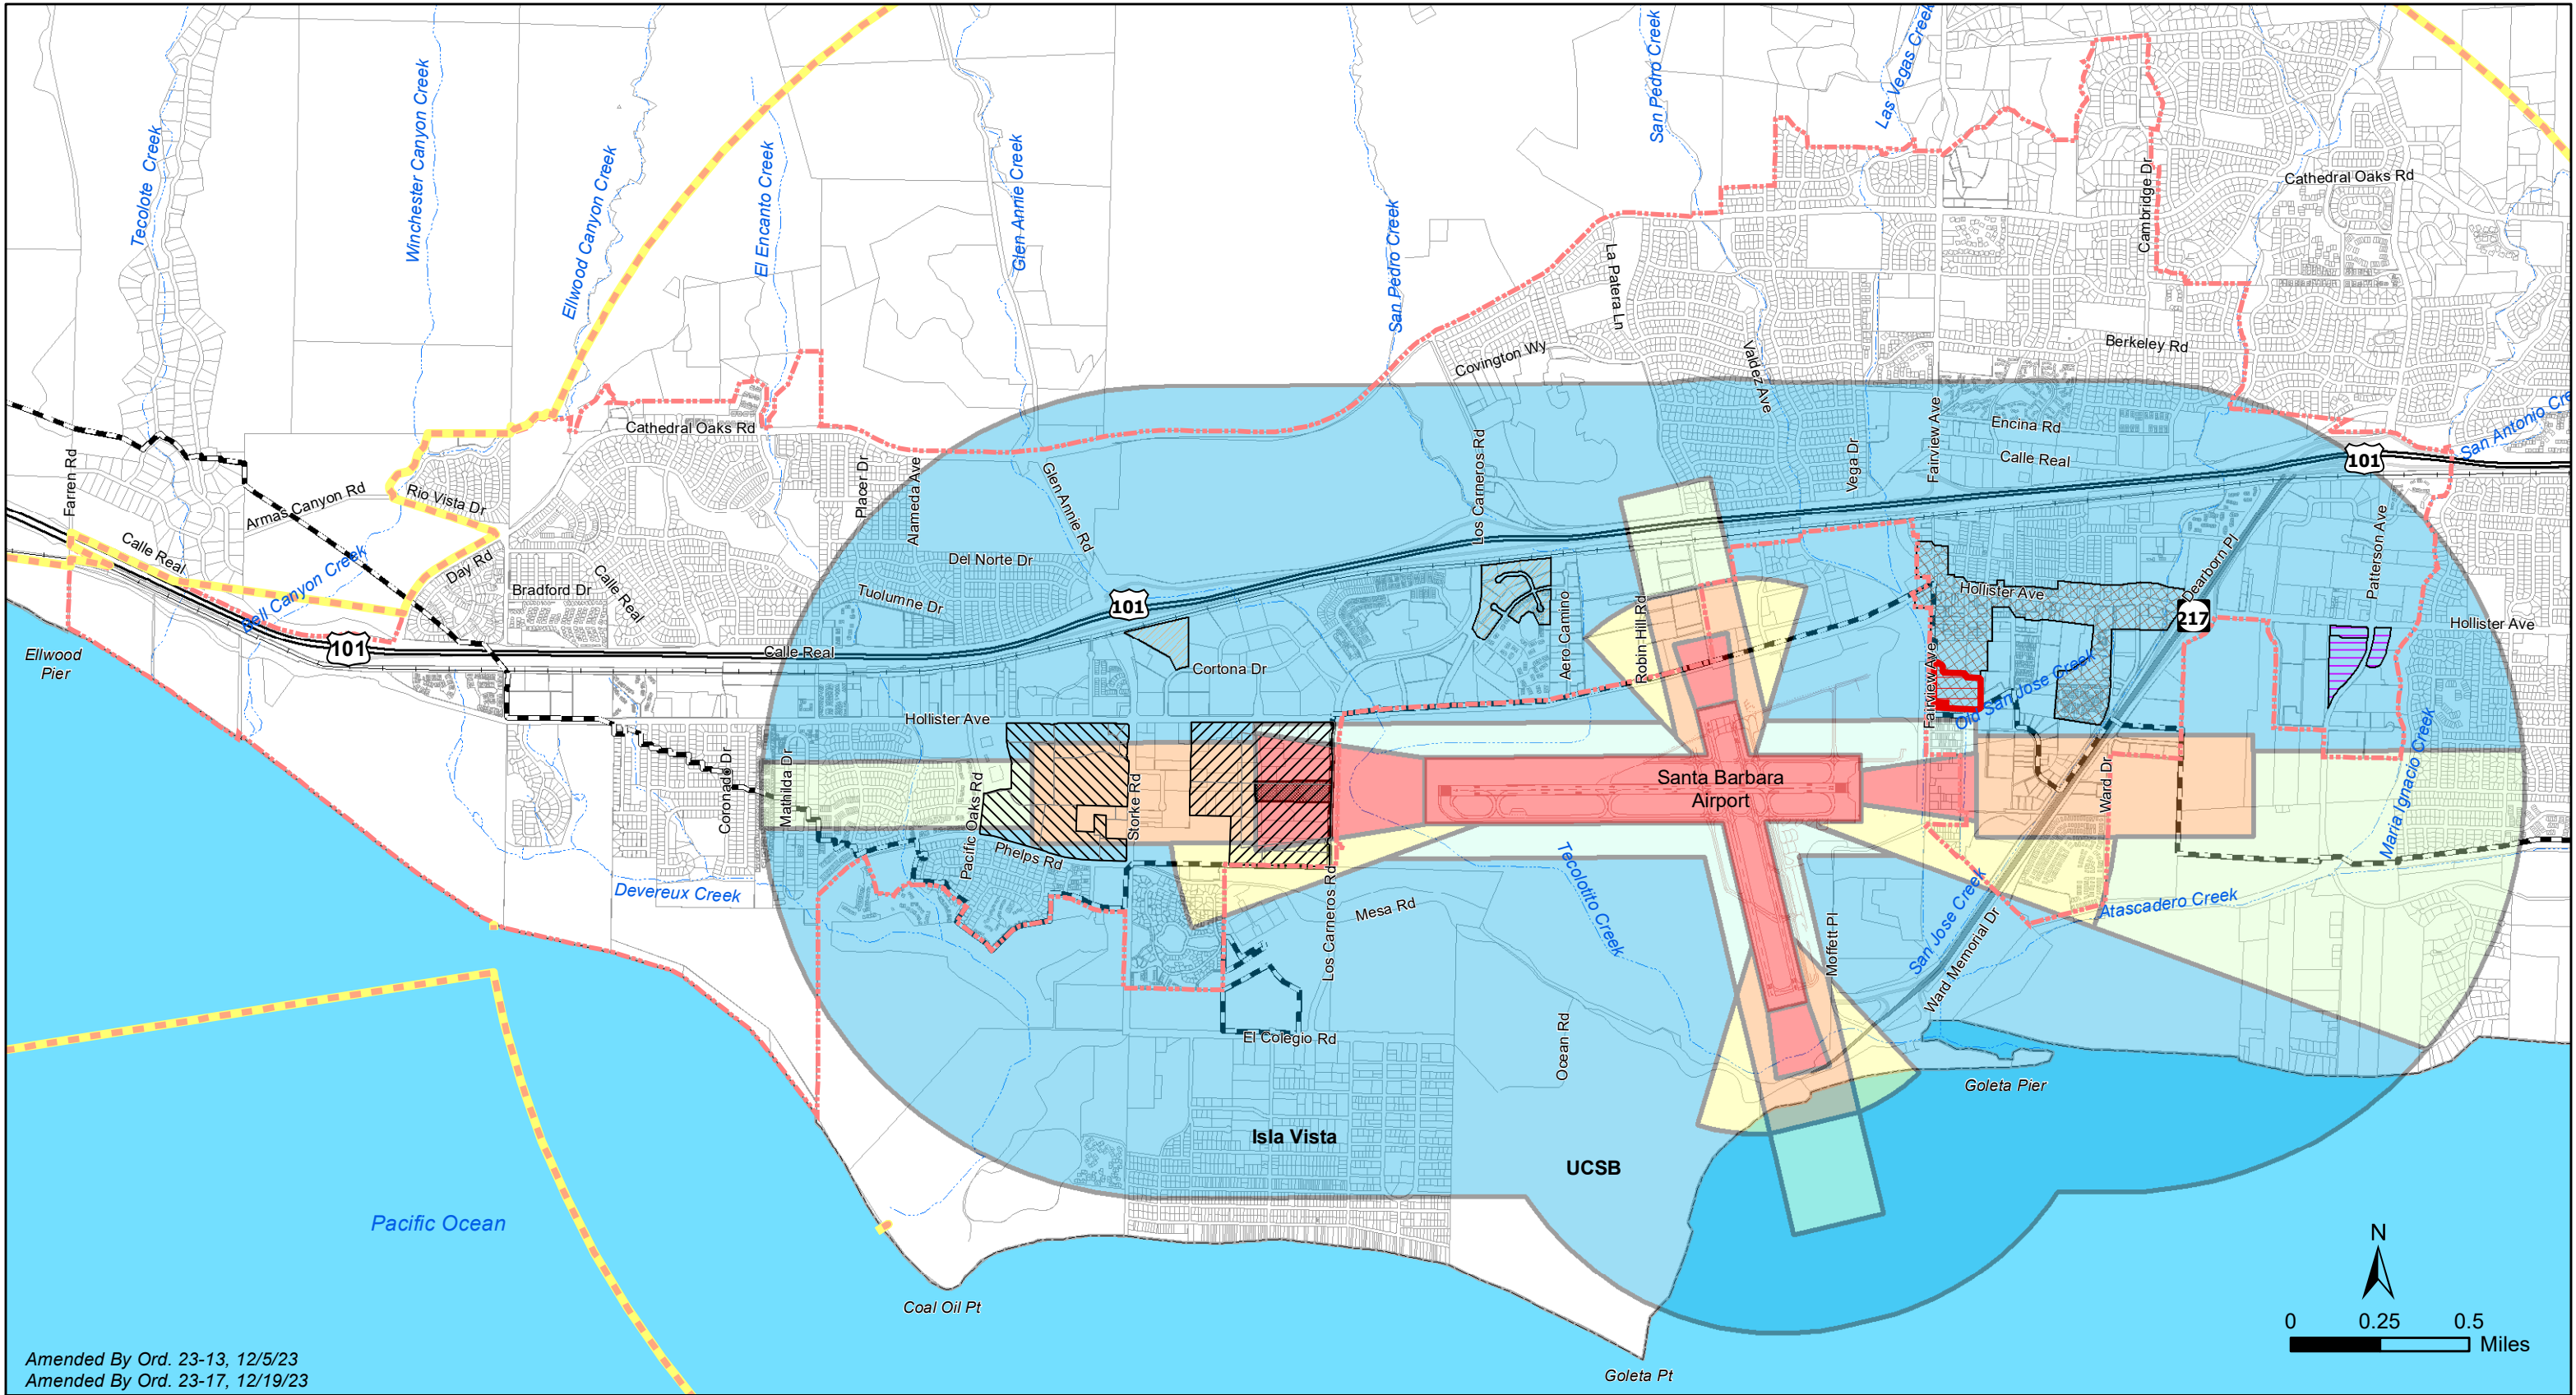 San Pedro Creek
Las Vegas Creek
Tecolote Creek
Winchester Canyon Creek
Ellwood Canyon Creek
El Encanto Creek
Glen Annie Creek
San Pedro Creek
Cathedral Oaks Rd
Cambridge Dr
La Patera Ln
Covington Wy
Valdez Ave
Berkeley Rd
Cathedral Oaks Rd
Farren Rd
Armas Canyon Rd
Rio Vista Dr
Placer Dr
Alameda Ave
Glen Annie Rd
Los Carneros Rd
Vega Dr
Fairview Ave
Encina Rd
Calle Real
101
San Antonio Cre
Calle Real
Bell Canyon Creek
Day Rd
Bradford Dr
Calle Real
Del Norte Dr
Tuolumne Dr
101
Aero Camino
Robin Hill Rd
Hollister Ave
Dearborn Pl
217
Patterson Ave
Hollister Ave
Ellwood
Pier
101
Calle Real
Cortona Dr
Hollister Ave
Fairview Ave
Old San Jose Creek
Maria Ignacio Creek
Coronado Dr
Mathilda Dr
Pacific Oaks Rd
Storke Rd
Phelps Rd
Santa Barbara
Airport
Ward Dr
Devereux Creek
Los Carneros Rd
Mesa Rd
Tecolotito Creek
Moffett Pl
San Jose Creek
Ward Memorial Dr
Atascadero Creek
El Colegio Rd
Ocean Rd
Goleta Pier
Isla Vista
UCSB
Pacific Ocean
Coal Oil Pt
Goleta Pt
N
0 0.25 0.5
Miles
Amended By Ord. 23-13, 12/5/23
Amended By Ord. 23-17, 12/19/23